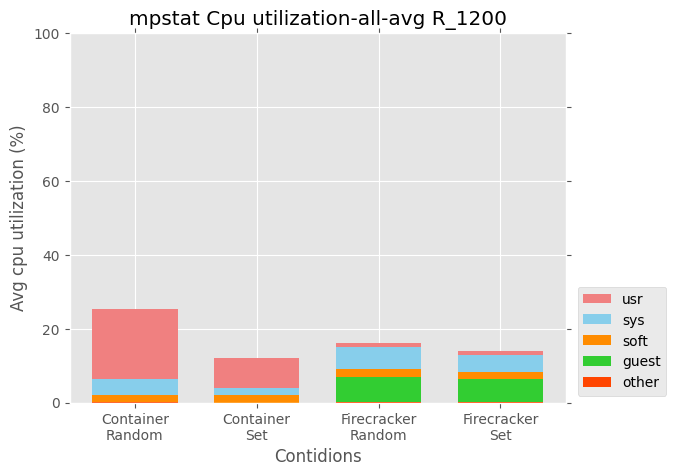 mpstat Cpu utilization-all-avg R_1200
Avg cpu utilization (%)
100
80
60
40
20
0
Container
Random
Container
Set
Firecracker
Random
Firecracker
Set
Contidions
usr
sys
soft
guest
other